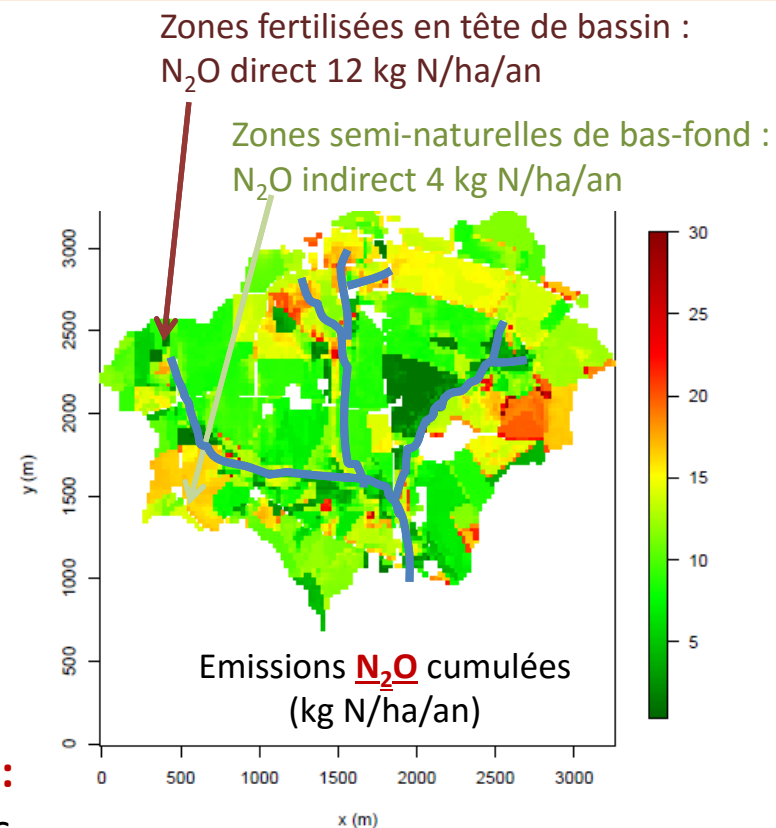 Zones fertilisées en tête de bassin :
N₂O direct 12 kg N/ha/an
Zones semi-naturelles de bas-fond :
N₂O indirect 4 kg N/ha/an
30
25
20
15
10
5
y (m)
3000
2500
2000
1500
1000
500
0
Emissions N₂O cumulées
(kg N/ha/an)
:
0 500 1000 1500 2000 2500 3000
x (m)